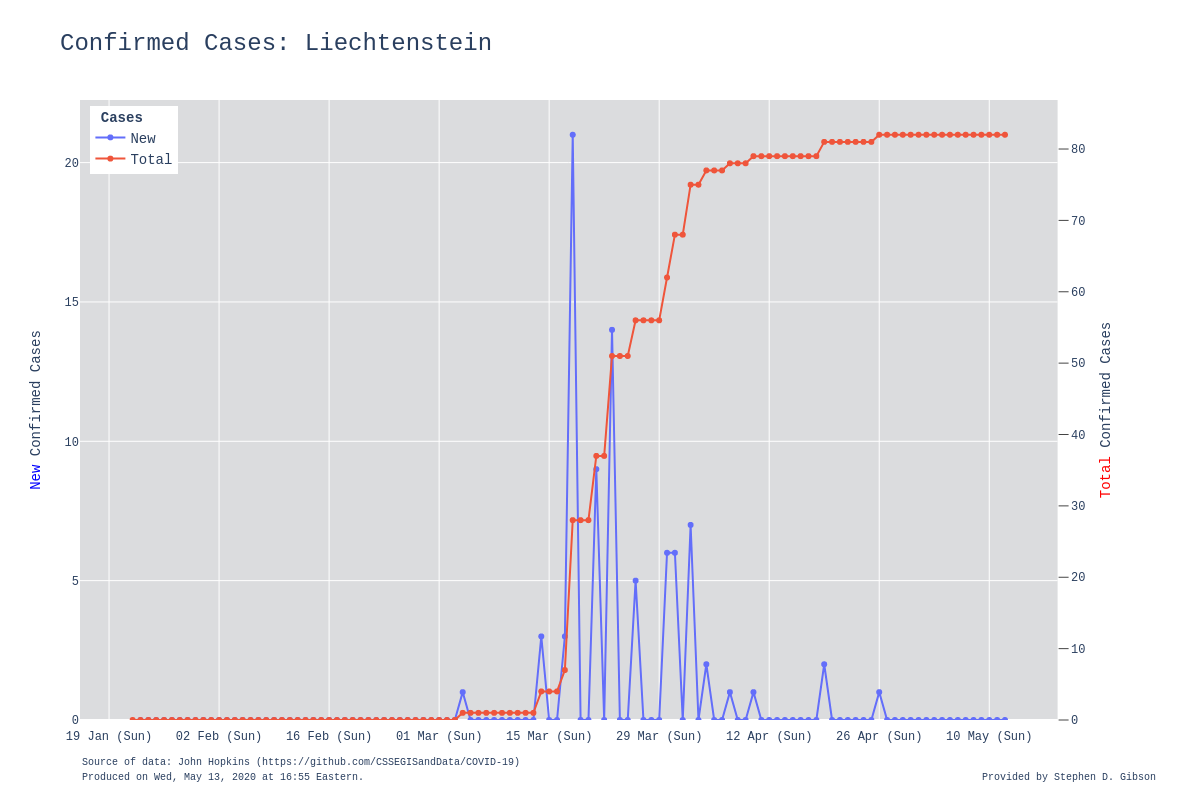 Confirmed Cases: Liechtenstein
Cases
New
Total
20
15
10
5
0
80
70
60
50
40
30
20
10
0
New Confirmed Cases
Total Confirmed Cases
19 Jan (Sun) 02 Feb (Sun) 16 Feb (Sun) 01 Mar (Sun) 15 Mar (Sun) 29 Mar (Sun) 12 Apr (Sun) 26 Apr (Sun) 10 May (Sun)
Source of data: John Hopkins (https://github.com/CSSEGISandData/COVID-19)
Produced on Wed, May 13, 2020 at 16:55 Eastern.
Provided by Stephen D. Gibson